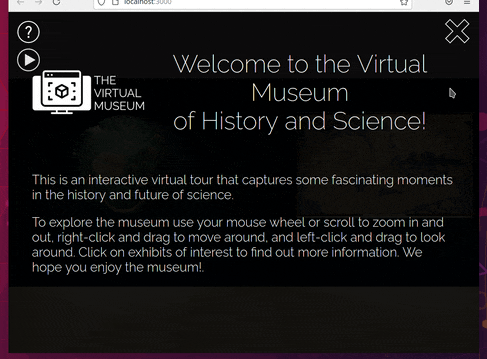 localhost:3000
?
Welcome to the Virtual
Museum
of History and Science!
THE
VIRTUAL
MUSEUM
This is an interactive virtual tour that captures some fascinating moments
in the history and future of science.
To explore the museum use your mouse wheel or scroll to zoom in and
out, right-click and drag to move around, and left-click and drag to look
around. Click on exhibits of interest to find out more information. We
hope you enjoy the museum!.